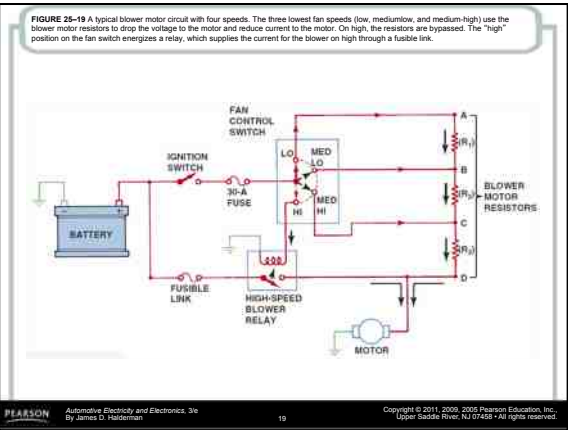 FIGURE 25–19 A typical blower motor circuit with four speeds. The three lowest fan speeds (low, mediumlow, and medium-high) use the
blower motor resistors to drop the voltage to the motor and reduce current to the motor. On high, the resistors are bypassed. The "high"
position on the fan switch energizes a relay, which supplies the current for the blower on high through a fusible link.
FAN
CONTROL
SWITCH
A
LO
MED
LO
(R₁)
IGNITION
SWITCH
B
30-A
FUSE
MED
HI
HI
BLOWER
MOTOR
RESISTORS
C
BATTERY
D
FUSIBLE
LINK
HIGH-SPEED
BLOWER
RELAY
MOTOR
PEARSON
Automotive Electricity and Electronics, 3/e
By James D. Halderman
19
Copyright © 2011, 2009, 2005 Pearson Education, Inc.,
Upper Saddle River, NJ 07458 • All rights reserved.